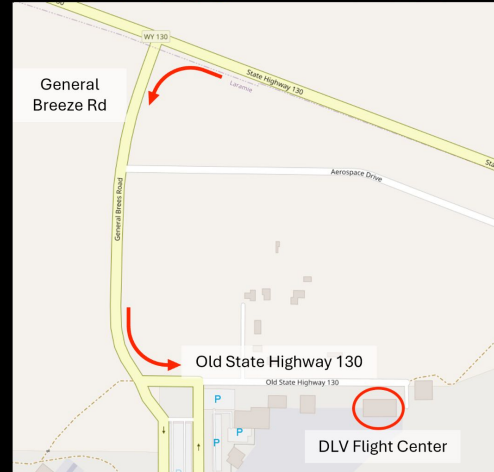 WY 130
General
Breeze Rd
State Highway 130
Laramie
Sta
Aerospace Drive
General Brees Road
Old State Highway 130
Old State Highway 130
P
P
P
P
DLV Flight Center